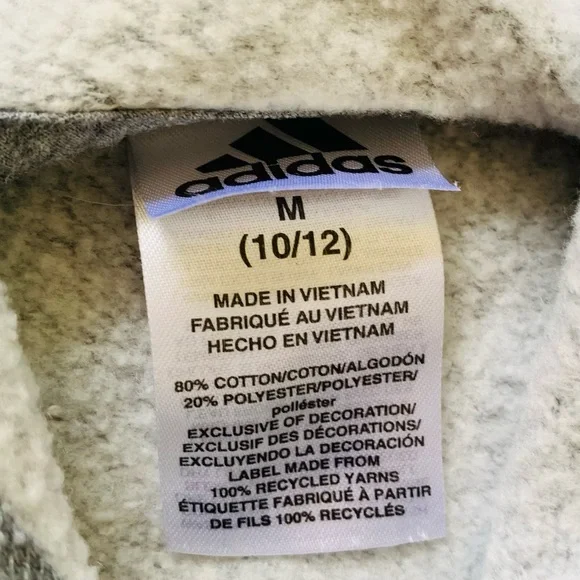 adidas
M
(10/12)
MADE IN VIETNAM
FABRIQUÉ AU VIETNAM
HECHO EN VIETNAM
80% COTTON/COTON/ALGODÓN
20% POLYESTER/POLYESTER/
poliéster
EXCLUSIVE OF DECORATION/
EXCLUSIF DES DÉCORATIONS/
EXCLUYENDO LA DECORACIÓN
LABEL MADE FROM
100% RECYCLED YARNS
ÉTIQUETTE FABRIQUÉ À PARTIR
DE FILS 100% RECYCLÉS